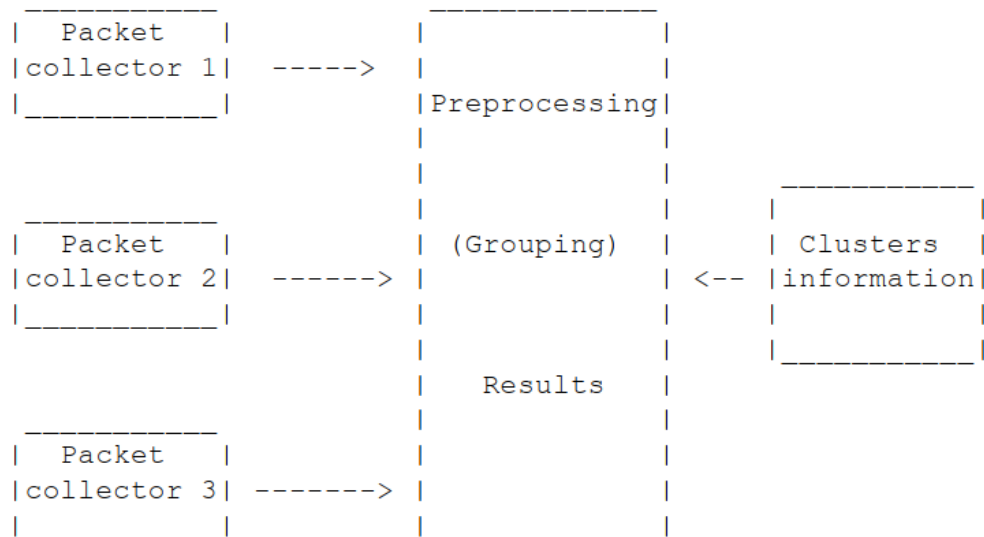 Packet
collector 1
Preprocessing
(Grouping)
Results
Packet
collector 2
Packet
collector 3
Clusters
information